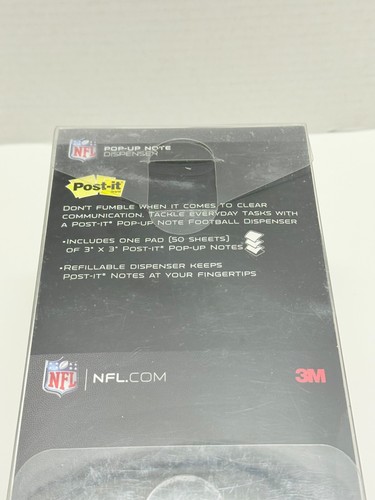 NFL POP-UP NOTE
DISPENSER
Post-it
DON'T FUMBLE WHEN IT COMES TO CLEAR
COMMUNICATION. TACKLE EVERYDAY TASKS WITH
A POST-IT® POP-UP NOTE FOOTBALL DISPENSER
•INCLUDES ONE PAD (50 SHEETS)
OF 3" X 3" POST-IT® POP-UP NOTES
•REFILLABLE DISPENSER KEEPS
POST-IT® NOTES AT YOUR FINGERTIPS
NFL | NFL.COM 3M